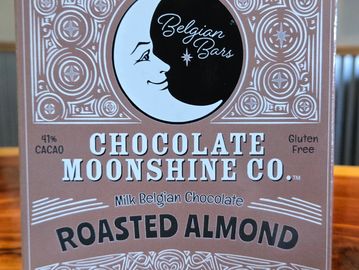 Belgian
Bars
41%
CACAO
Gluten
Free
CHOCOLATE
MOONSHINE CO.™
Milk Belgian Chocolate
ROASTED ALMOND